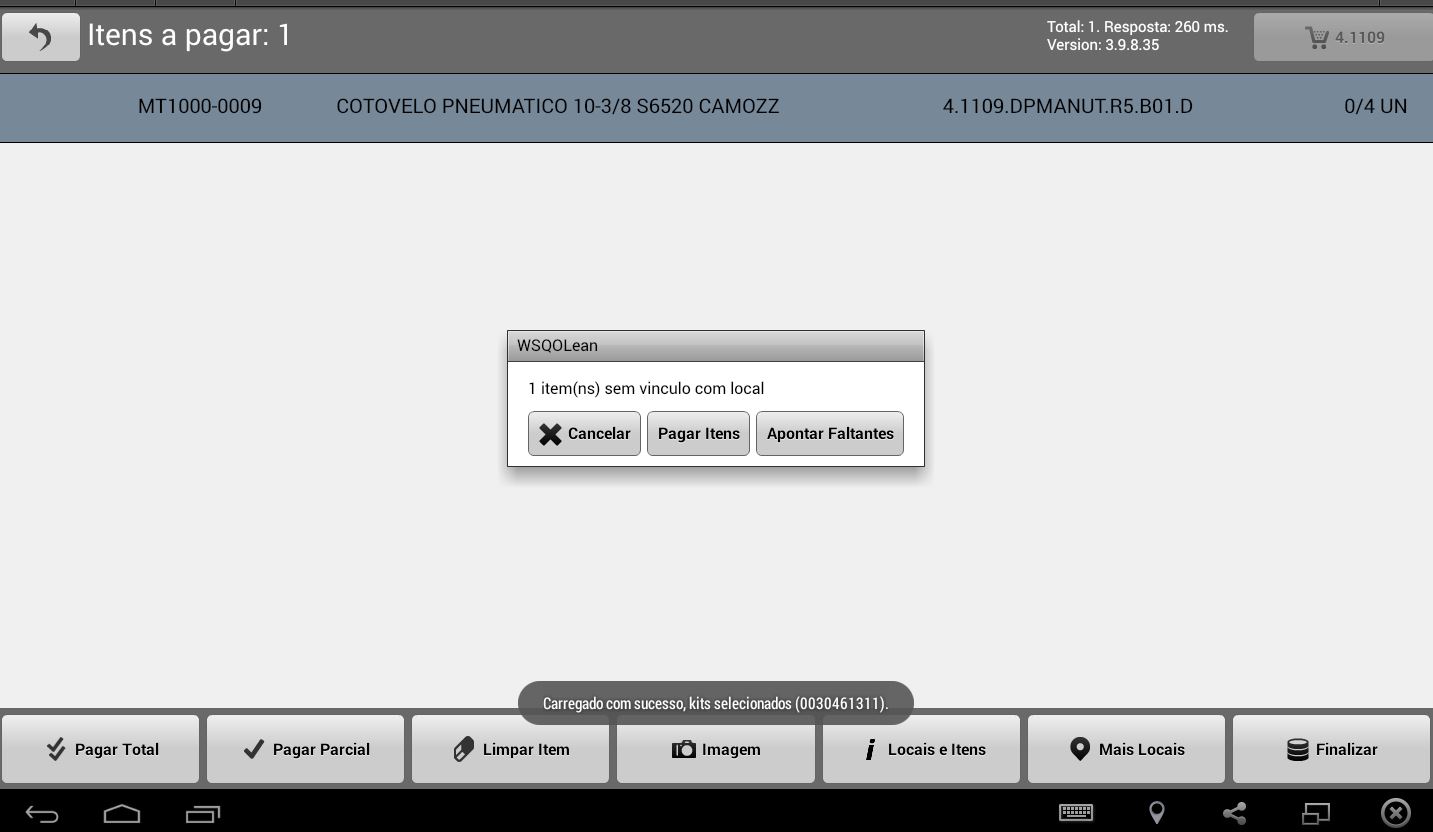 Itens a pagar: 1
Total: 1. Resposta: 260 ms.
Version: 3.9.8.35
4.1109
MT1000-0009 COTOVELO PNEUMATICO 10-3/8 S6520 CAMOZZ 4.1109.DPMANUT.R5.B01.D 0/4 UN
WSQOLean
1 item(ns) sem vinculo com local
Cancelar Pagar Itens Apontar Faltantes
Carregado com sucesso, kits selecionados (0030461311).
Pagar Total Pagar Parcial Limpar Item Imagem Locais e Itens Mais Locais Finalizar